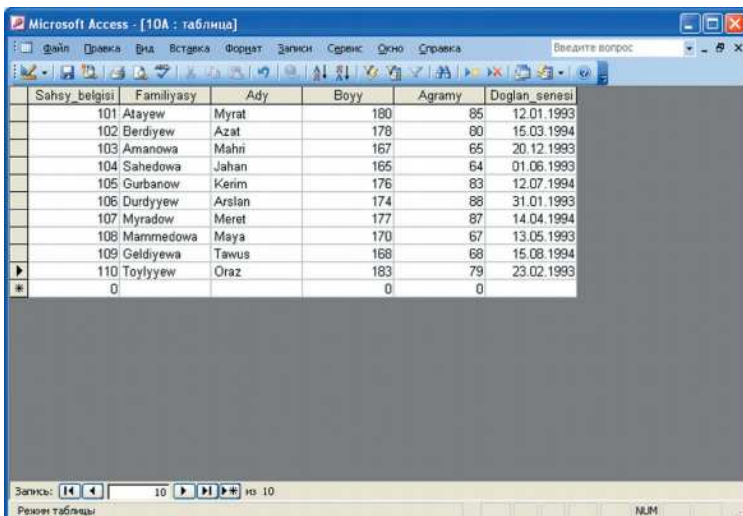 Microsoft Access - [10A : таблица]
Файл Правка Вид Вставка Формат Записи Сервис Окно Справка Введите вопрос
Sahsy_belgisi Familiyasy Ady Boyy Agramy Doglan_senesi
101 Atayew Myrat 180 85 12.01.1993
102 Berdiyew Azat 178 80 15.03.1994
103 Amanowa Mahri 167 65 20.12.1993
104 Sahedowa Jahan 165 64 01.06.1993
105 Gurbanow Kerim 176 83 12.07.1994
106 Durdyyew Arslan 174 88 31.01.1993
107 Myradow Meret 177 87 14.04.1994
108 Mammedowa Maya 170 67 13.05.1993
109 Geldiyewa Tawus 168 68 15.08.1994
110 Toylyyew Oraz 183 79 23.02.1993
0 0 0
Запись: 10 из 10
Режим таблицы NUM